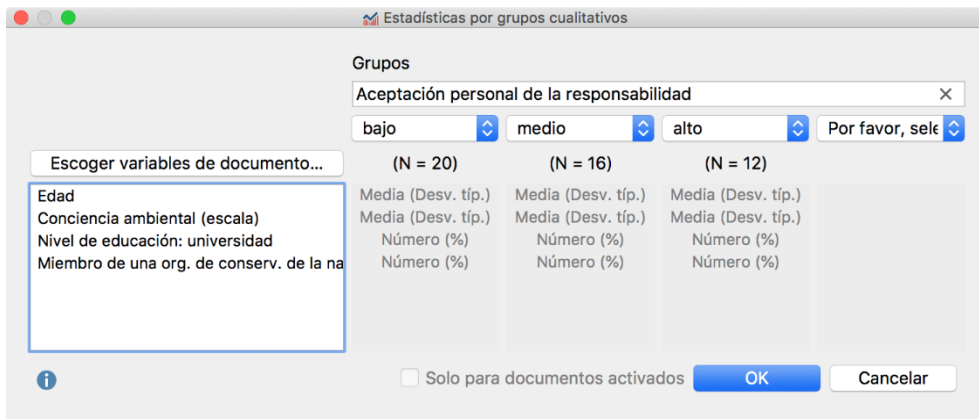 Estadísticas por grupos cualitativos
Grupos
Aceptación personal de la responsabilidad
bajo medio alto Por favor, sele
Escoger variables de documento... (N = 20) (N = 16) (N = 12)
Edad Media (Desv. típ.) Media (Desv. típ.) Media (Desv. típ.)
Conciencia ambiental (escala) Media (Desv. típ.) Media (Desv. típ.) Media (Desv. típ.)
Nivel de educación: universidad Número (%) Número (%) Número (%)
Miembro de una org. de conserv. de la na Número (%) Número (%) Número (%)
Solo para documentos activados OK Cancelar